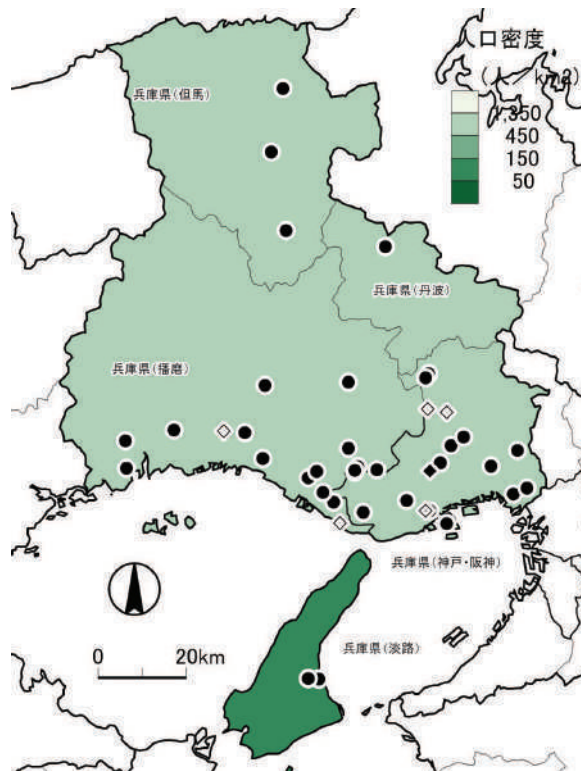 人口密度
(人／km2)
1,350
450
150
50
兵庫県(但馬)
兵庫県(丹波)
兵庫県(播磨)
兵庫県(神戸・阪神)
兵庫県(淡路)
0 20km